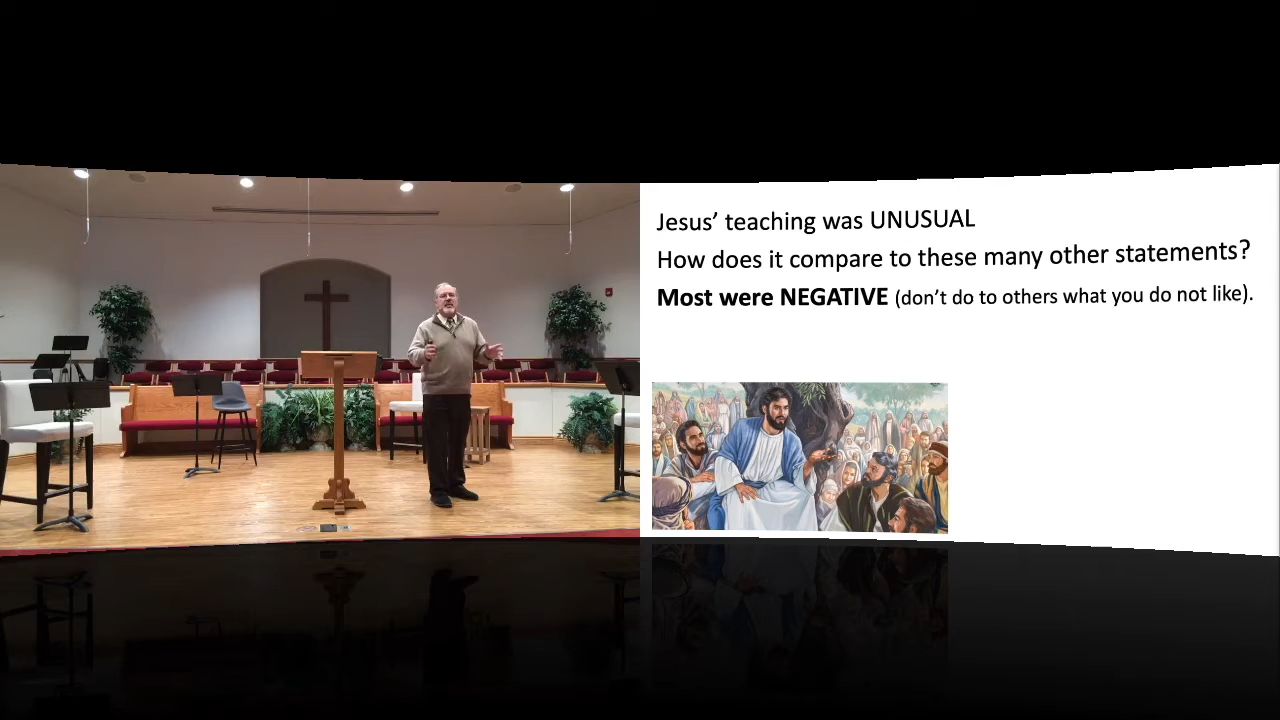 Jesus’ teaching was UNUSUAL
How does it compare to these many other statements?
Most were NEGATIVE (don’t do to others what you do not like).